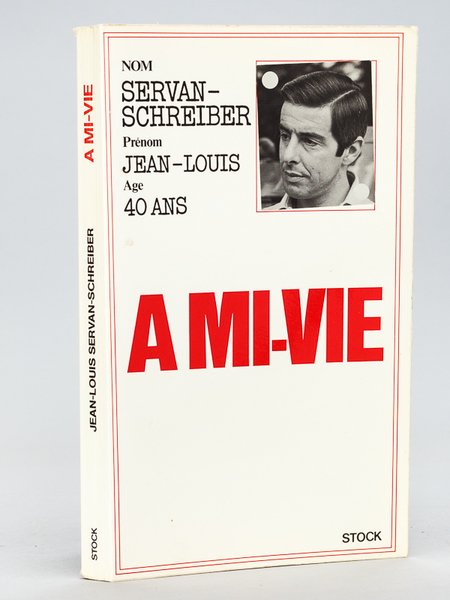 NOM
SERVAN-
SCHREIBER
Prénom
JEAN-LOUIS
Age
40 ANS
A MI-VIE
STOCK
A MI-VIE
JEAN-LOUIS SERVAN-SCHREIBER
STOCK